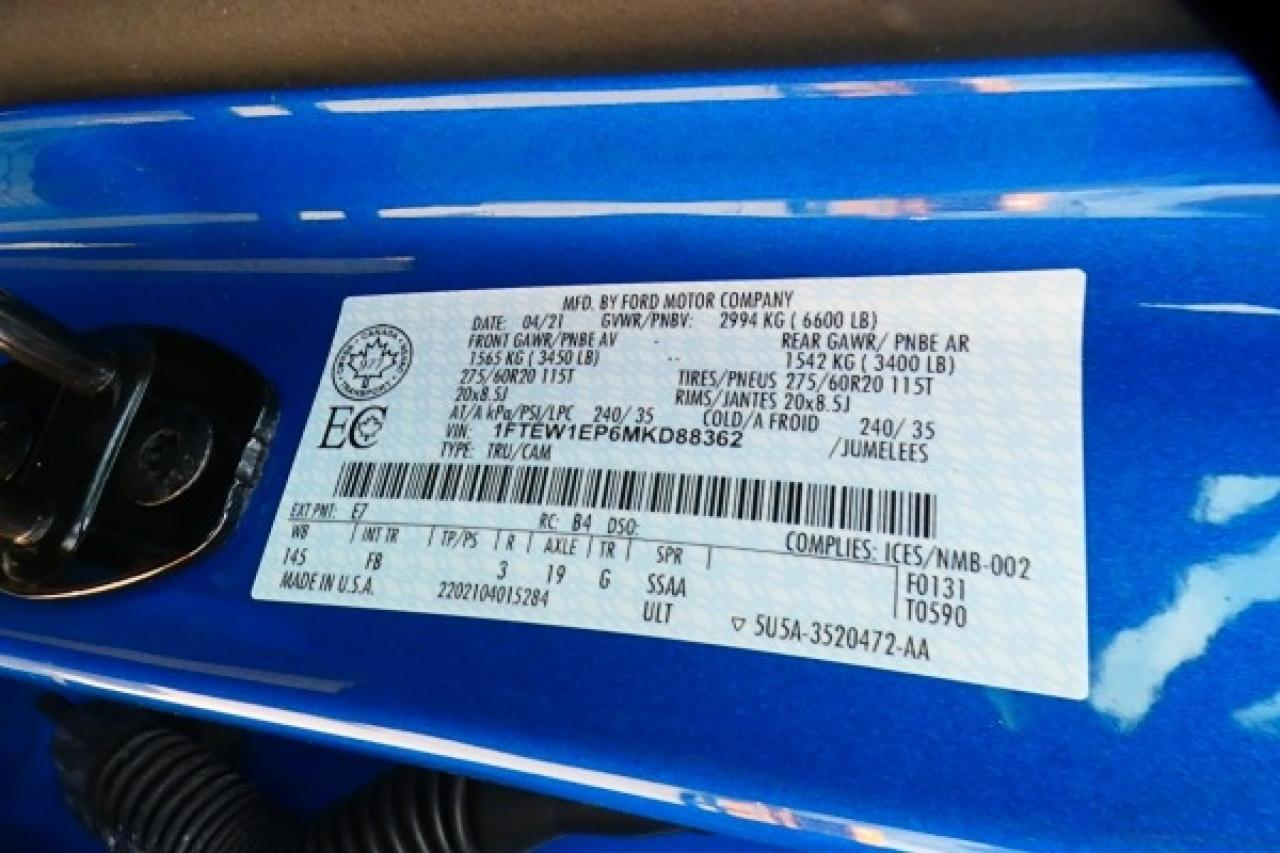 MFD. BY FORD MOTOR COMPANY
DATE: 04/21 GVWR/PNBV: 2994 KG ( 6600 LB)
FRONT GAWR/PNBE AV REAR GAWR/ PNBE AR
1565 KG ( 3450 LB) 1542 KG ( 3400 LB)
275/60R20 115T TIRES/PNEUS 275/60R20 115T
20x8.5J RIMS/JANTES 20x8.5J
AT/A kPa/PSI/LPC 240/ 35 COLD/A FROID 240/ 35
VIN: 1FTEW1EP6MKD88362 /JUMELEES
TYPE: TRU/CAM
EC
CANADA
TRANSPORT
EXT PNT: E7 RC: B4 DSO:
WB INT TR TP/PS R AXLE TR SPR COMPLIES: ICES/NMB-002
145 FB 3 19 G SSAA F0131
MADE IN U.S.A. 2202104015284 ULT T0590
▽ 5U5A-3520472-AA